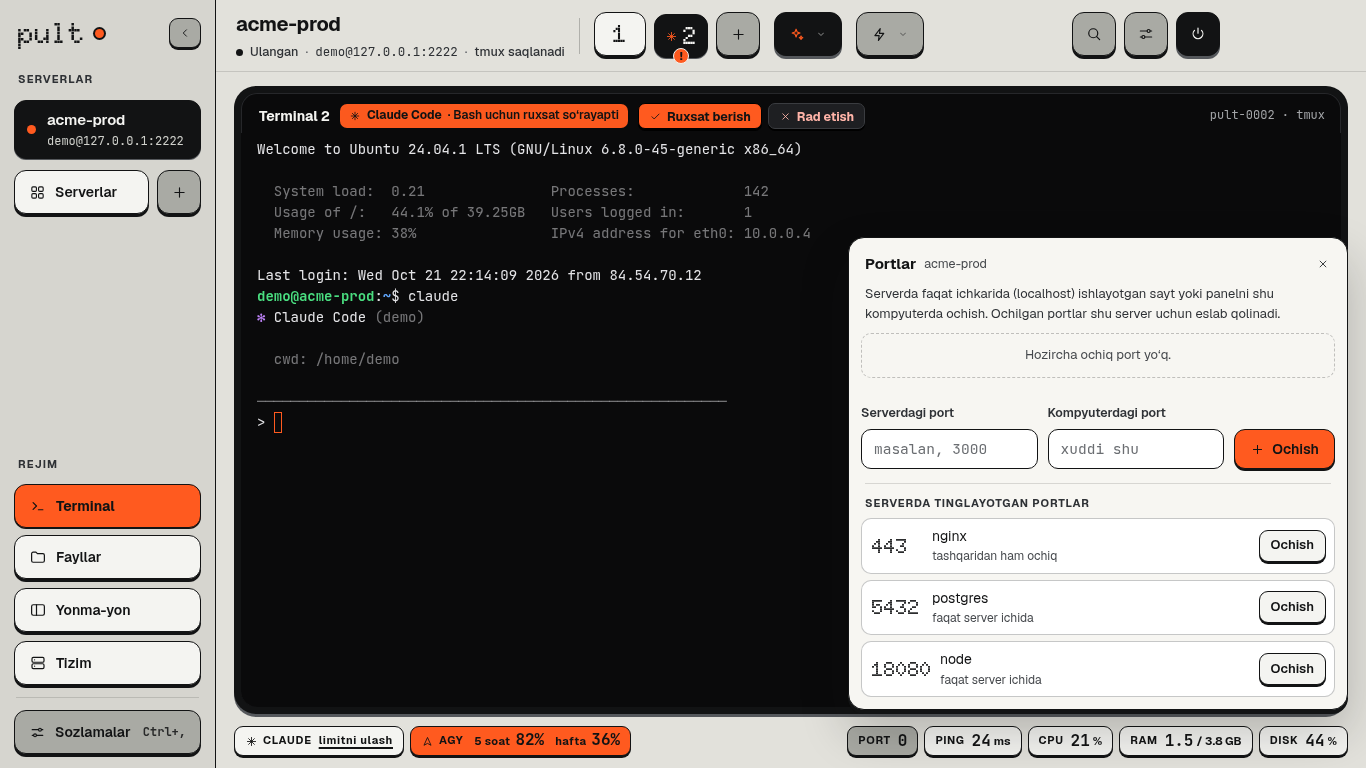 pult
SERVERLAR
acme-prod
demo@127.0.0.1:2222
Serverlar
REJIM
Terminal
Fayllar
Yonma-yon
Tizim
Sozlamalar Ctrl+,
acme-prod
Ulangan · demo@127.0.0.1:2222 · tmux saqlanadi
1
2
!
Terminal 2
Claude Code · Bash uchun ruxsat so‘rayapti
Ruxsat berish
Rad etish
pult-0002 · tmux
Welcome to Ubuntu 24.04.1 LTS (GNU/Linux 6.8.0-45-generic x86_64)
System load: 0.21 Processes: 142
Usage of /: 44.1% of 39.25GB Users logged in: 1
Memory usage: 38% IPv4 address for eth0: 10.0.0.4
Last login: Wed Oct 21 22:14:09 2026 from 84.54.70.12
demo@acme-prod:~$ claude
✻ Claude Code (demo)
cwd: /home/demo
>
Portlar acme-prod
Serverda faqat ichkarida (localhost) ishlayotgan sayt yoki panelni shu
kompyuterda ochish. Ochilgan portlar shu server uchun eslab qolinadi.
Hozircha ochiq port yo‘q.
Serverdagi port Kompyuterdagi port
masalan, 3000 xuddi shu + Ochish
SERVERDA TINGLAYOTGAN PORTLAR
443 nginx
tashqaridan ham ochiq
Ochish
5432 postgres
faqat server ichida
Ochish
18080 node
faqat server ichida
Ochish
CLAUDE limitni ulash
AGY 5 soat 82% hafta 36%
PORT 0
PING 24 ms
CPU 21 %
RAM 1.5 / 3.8 GB
DISK 44 %